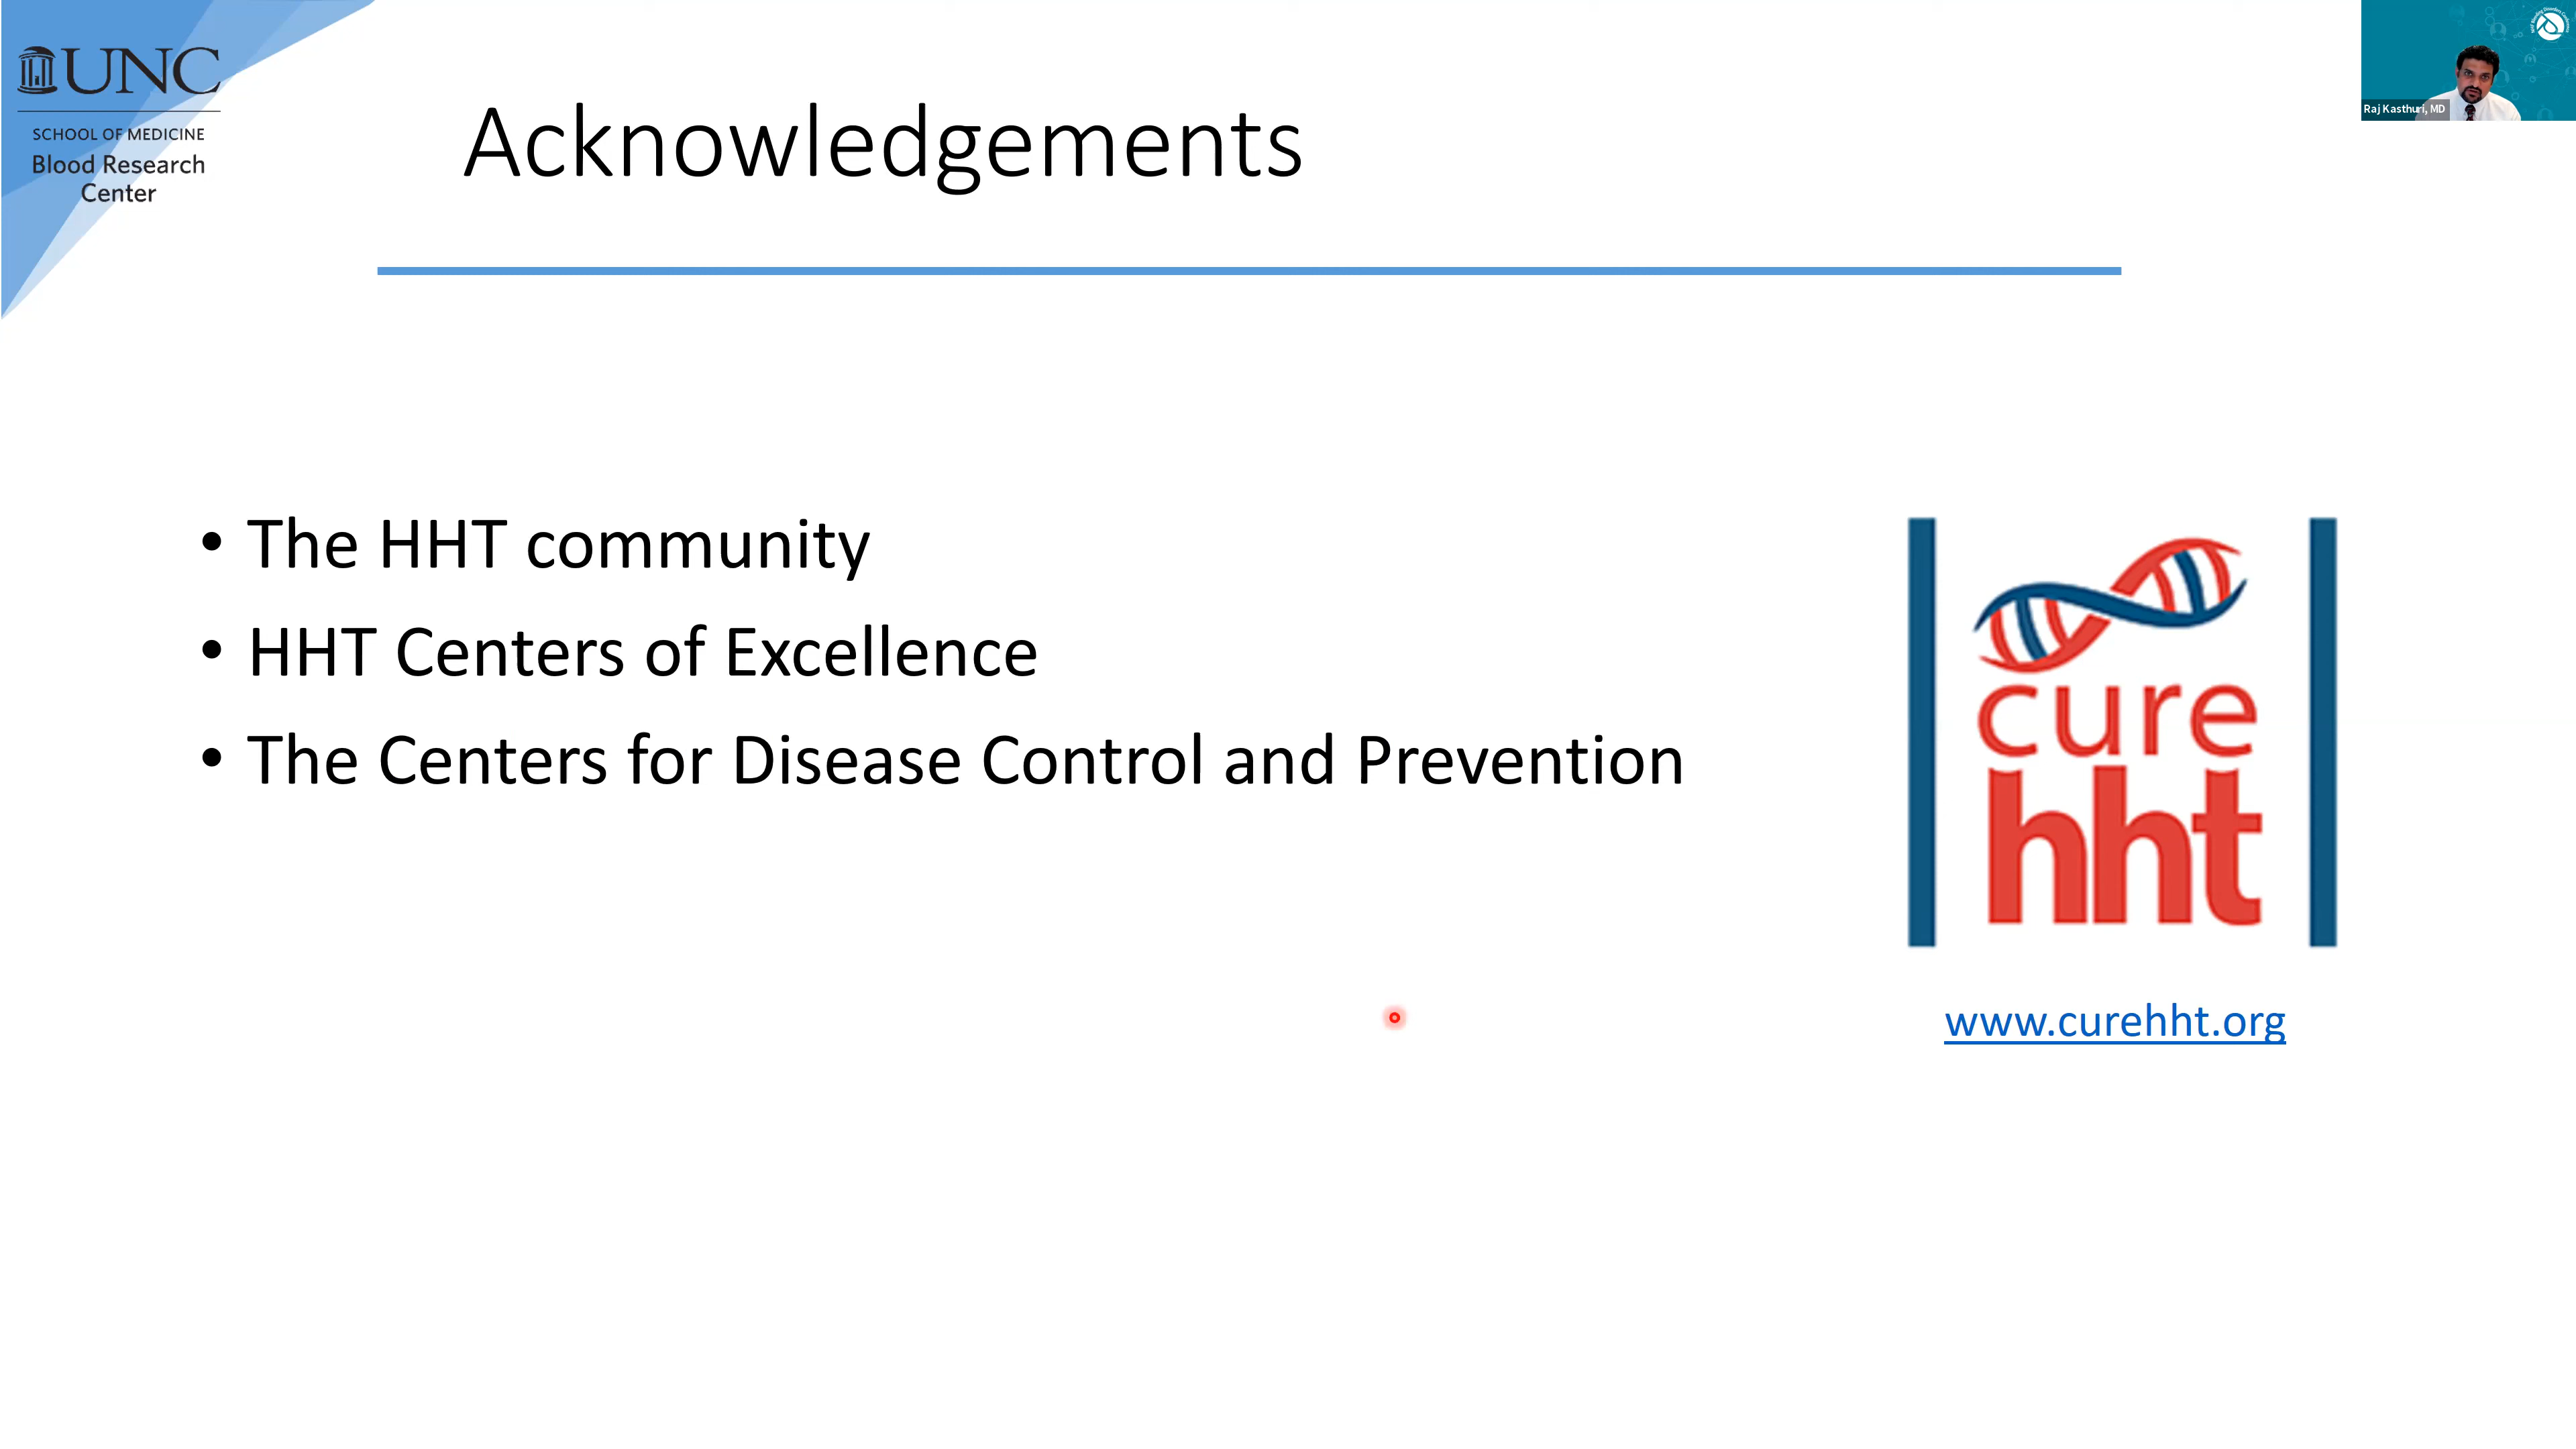 UNC
SCHOOL OF MEDICINE
Blood Research
Center
Acknowledgements
Raj Kasthuri, MD
• The HHT community
• HHT Centers of Excellence
• The Centers for Disease Control and Prevention
cure
hht
www.curehht.org